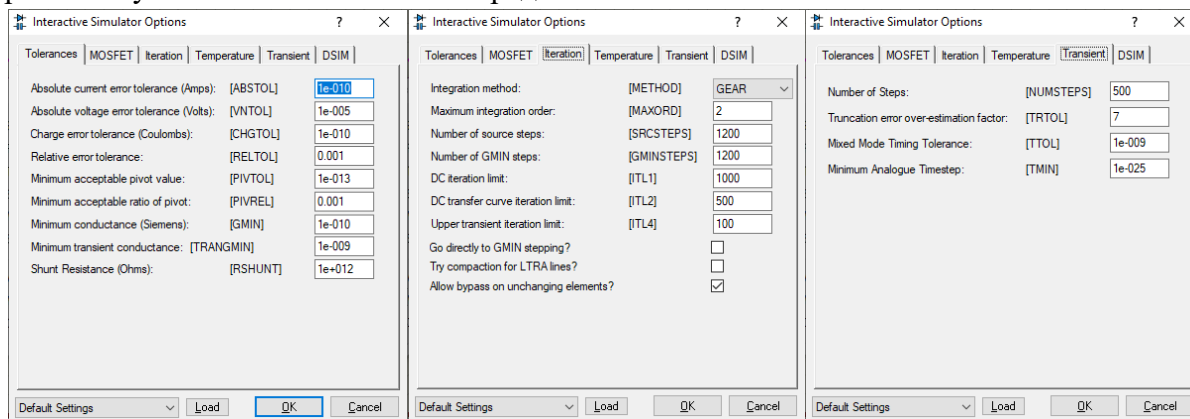 Interactive Simulator Options ? ×
Tolerances MOSFET Iteration Temperature Transient DSIM
Absolute current error tolerance (Amps): [ABSTOL] 1e-010
Absolute voltage error tolerance (Volts): [VNTOL] 1e-005
Charge error tolerance (Coulombs): [CHGTOL] 1e-010
Relative error tolerance: [RELTOL] 0.001
Minimum acceptable pivot value: [PIVTOL] 1e-013
Minimum acceptable ratio of pivot: [PIVREL] 0.001
Minimum conductance (Siemens): [GMIN] 1e-010
Minimum transient conductance: [TRANGMIN] 1e-009
Shunt Resistance (Ohms): [RSHUNT] 1e+012
Default Settings Load OK Cancel
Interactive Simulator Options ? ×
Tolerances MOSFET Iteration Temperature Transient DSIM
Integration method: [METHOD] GEAR
Maximum integration order: [MAXORD] 2
Number of source steps: [SRCSTEPS] 1200
Number of GMIN steps: [GMINSTEPS] 1200
DC iteration limit: [ITL1] 1000
DC transfer curve iteration limit: [ITL2] 500
Upper transient iteration limit: [ITL4] 100
Go directly to GMIN stepping?
Try compaction for LTRA lines?
Allow bypass on unchanging elements?
Default Settings Load OK Cancel
Interactive Simulator Options ? ×
Tolerances MOSFET Iteration Temperature Transient DSIM
Number of Steps: [NUMSTEPS] 500
Truncation error over-estimation factor: [TRTOL] 7
Mixed Mode Timing Tolerance: [TTOL] 1e-009
Minimum Analogue Timestep: [TMIN] 1e-025
Default Settings Load OK Cancel